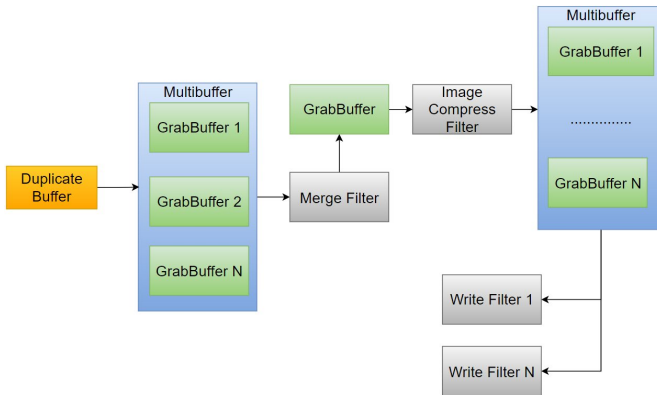 Multibuffer
GrabBuffer 1
...............
GrabBuffer N
Multibuffer
GrabBuffer 1
GrabBuffer 2
GrabBuffer N
GrabBuffer
Image
Compress
Filter
Duplicate
Buffer
Merge Filter
Write Filter 1
Write Filter N